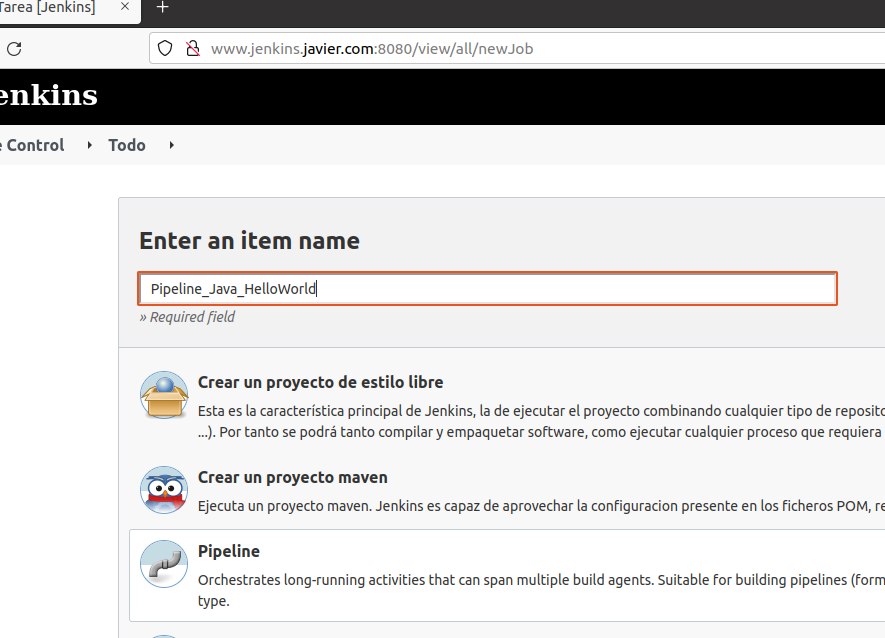 Tarea [Jenkins]
www.jenkins.javier.com:8080/view/all/newJob
enkins
e Control
Todo
Enter an item name
Pipeline_Java_HelloWorld
» Required field
Crear un proyecto de estilo libre
Esta es la característica principal de Jenkins, la de ejecutar el proyecto combinando cualquier tipo de reposito
...). Por tanto se podrá tanto compilar y empaquetar software, como ejecutar cualquier proceso que requiera
Crear un proyecto maven
Ejecuta un proyecto maven. Jenkins es capaz de aprovechar la configuracion presente en los ficheros POM, re
Pipeline
Orchestrates long-running activities that can span multiple build agents. Suitable for building pipelines (form
type.